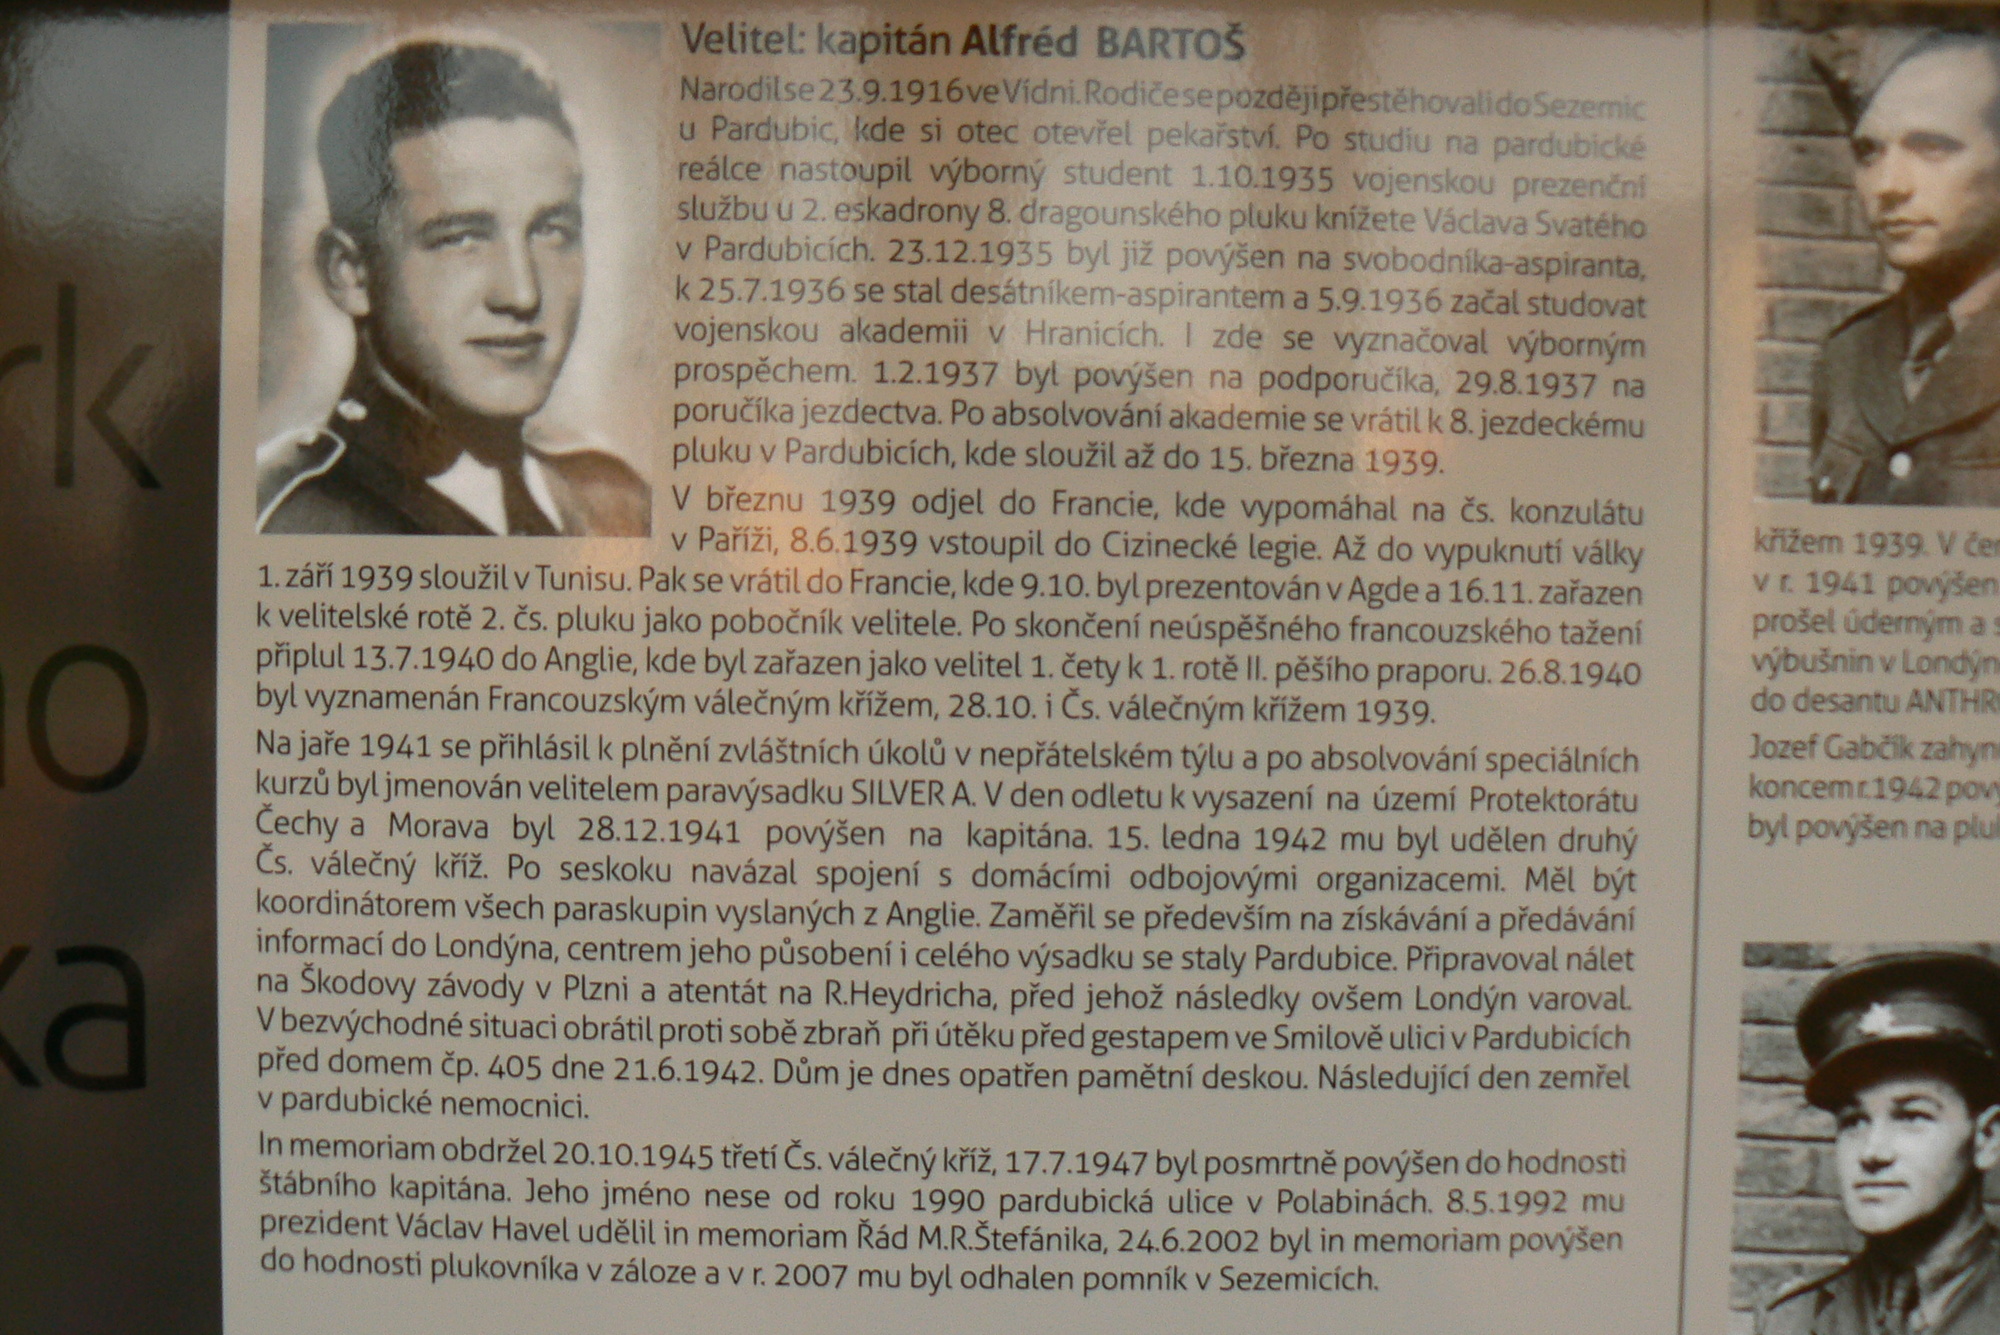 Velitel: kapitán Alfréd BARTOŠ
Narodil se 23.9.1916 ve Vídni. Rodiče se později přestěhovali do Sezemic
u Pardubic, kde si otec otevřel pekařství. Po studiu na pardubické
reálce nastoupil výborný student 1.10.1935 vojenskou prezenční
službu u 2. eskadrony 8. dragounského pluku knížete Václava Svatého
v Pardubicích. 23.12.1935 byl již povýšen na svobodníka-aspiranta,
k 25.7.1936 se stal desátníkem-aspirantem a 5.9.1936 začal studovat
vojenskou akademii v Hranicích. I zde se vyznačoval výborným
prospěchem. 1.2.1937 byl povýšen na podporučíka, 29.8.1937 na
poručíka jezdectva. Po absolvování akademie se vrátil k 8. jezdeckému
pluku v Pardubicích, kde sloužil až do 15. března 1939.
V březnu 1939 odjel do Francie, kde vypomáhal na čs. konzulátu
v Paříži, 8.6.1939 vstoupil do Cizinecké legie. Až do vypuknutí války
1. září 1939 sloužil v Tunisu. Pak se vrátil do Francie, kde 9.10. byl prezentován v Agde a 16.11. zařazen
k velitelské rotě 2. čs. pluku jako pobočník velitele. Po skončení neúspěšného francouzského tažení
připlul 13.7.1940 do Anglie, kde byl zařazen jako velitel 1. čety k 1. rotě II. pěšího praporu. 26.8.1940
byl vyznamenán Francouzským válečným křížem, 28.10. i Čs. válečným křížem 1939.
Na jaře 1941 se přihlásil k plnění zvláštních úkolů v nepřátelském týlu a po absolvování speciálních
kurzů byl jmenován velitelem paravýsadku SILVER A. V den odletu k vysazení na území Protektorátu
Čechy a Morava byl 28.12.1941 povýšen na kapitána. 15. ledna 1942 mu byl udělen druhý
Čs. válečný kříž. Po seskoku navázal spojení s domácími odbojovými organizacemi. Měl být
koordinátorem všech paraskupin vyslaných z Anglie. Zaměřil se především na získávání a předávání
informací do Londýna, centrem jeho působení i celého výsadku se staly Pardubice. Připravoval nálet
na Škodovy závody v Plzni a atentát na R.Heydricha, před jehož následky ovšem Londýn varoval.
V bezvýchodné situaci obrátil proti sobě zbraň při útěku před gestapem ve Smilově ulici v Pardubicích
před domem čp. 405 dne 21.6.1942. Dům je dnes opatřen pamětní deskou. Následující den zemřel
v pardubické nemocnici.
In memoriam obdržel 20.10.1945 třetí Čs. válečný kříž, 17.7.1947 byl posmrtně povýšen do hodnosti
štábního kapitána. Jeho jméno nese od roku 1990 pardubická ulice v Polabinách. 8.5.1992 mu
prezident Václav Havel udělil in memoriam Řád M.R.Štefánika, 24.6.2002 byl in memoriam povýšen
do hodnosti plukovníka v záloze a v r. 2007 mu byl odhalen pomník v Sezemicích.
křížem 1939. V
v r. 1941 povýšen
prošel úderným a
výbušnin v
do desantu
Jozef Gabčík
koncem r.1942
byl povýšen na